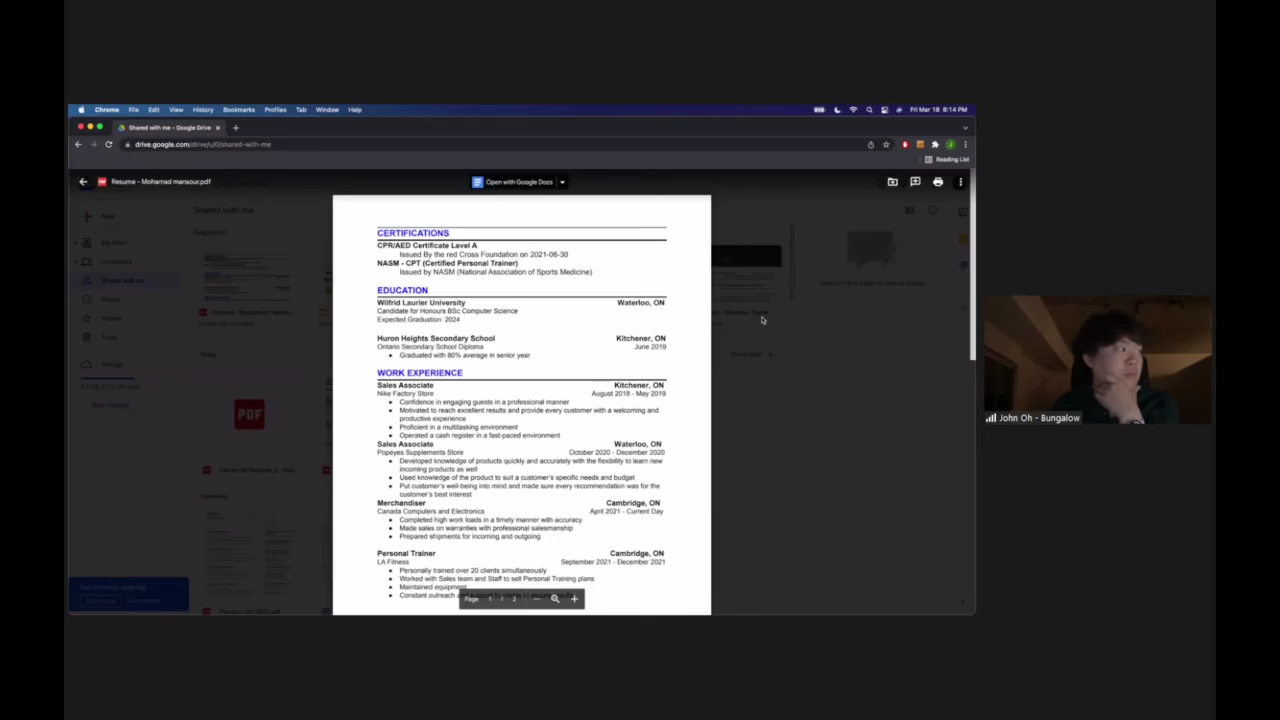 Chrome File Edit View History Bookmarks Profiles Tab Window Help Fri Mar 18 8:14 PM
Shared with me - Google Drive
drive.google.com/drive/u/0/shared-with-me
Reading List
PDF Resume - Mohamad mansour.pdf Open with Google Docs
New Shared with me
CERTIFICATIONS
CPR/AED Certificate Level A
Issued By the red Cross Foundation on 2021-06-30
NASM - CPT (Certified Personal Trainer)
Issued by NASM (National Association of Sports Medicine)
EDUCATION
Wilfrid Laurier University Waterloo, ON
Candidate for Honours BSc Computer Science
Expected Graduation: 2024
Huron Heights Secondary School Kitchener, ON
Ontario Secondary School Diploma June 2019
• Graduated with 80% average in senior year
WORK EXPERIENCE
Sales Associate Kitchener, ON
Nike Factory Store August 2018 - May 2019
• Confidence in engaging guests in a professional manner
• Motivated to reach excellent results and provide every customer with a welcoming and
productive experience
• Proficient in a multitasking environment
• Operated a cash register in a fast-paced environment
Sales Associate Waterloo, ON
Popeyes Supplements Store October 2020 - December 2020
• Developed knowledge of products quickly and accurately with the flexibility to learn new
incoming products as well
• Used knowledge of the product to suit a customer's specific needs and budget
• Put customer's well-being into mind and made sure every recommendation was for the
customer's best interest
Merchandiser Cambridge, ON
Canada Computers and Electronics April 2021 - Current Day
• Completed high work loads in a timely manner with accuracy
• Made sales on warranties with professional salesmanship
• Prepared shipments for incoming and outgoing
Personal Trainer Cambridge, ON
LA Fitness September 2021 - December 2021
• Personally trained over 20 clients simultaneously
• Worked with Sales team and Staff to sell Personal Training plans
• Maintained equipment
• Constant outreach
Page 1 / 2
PDF
Storage
John Oh - Bungalow